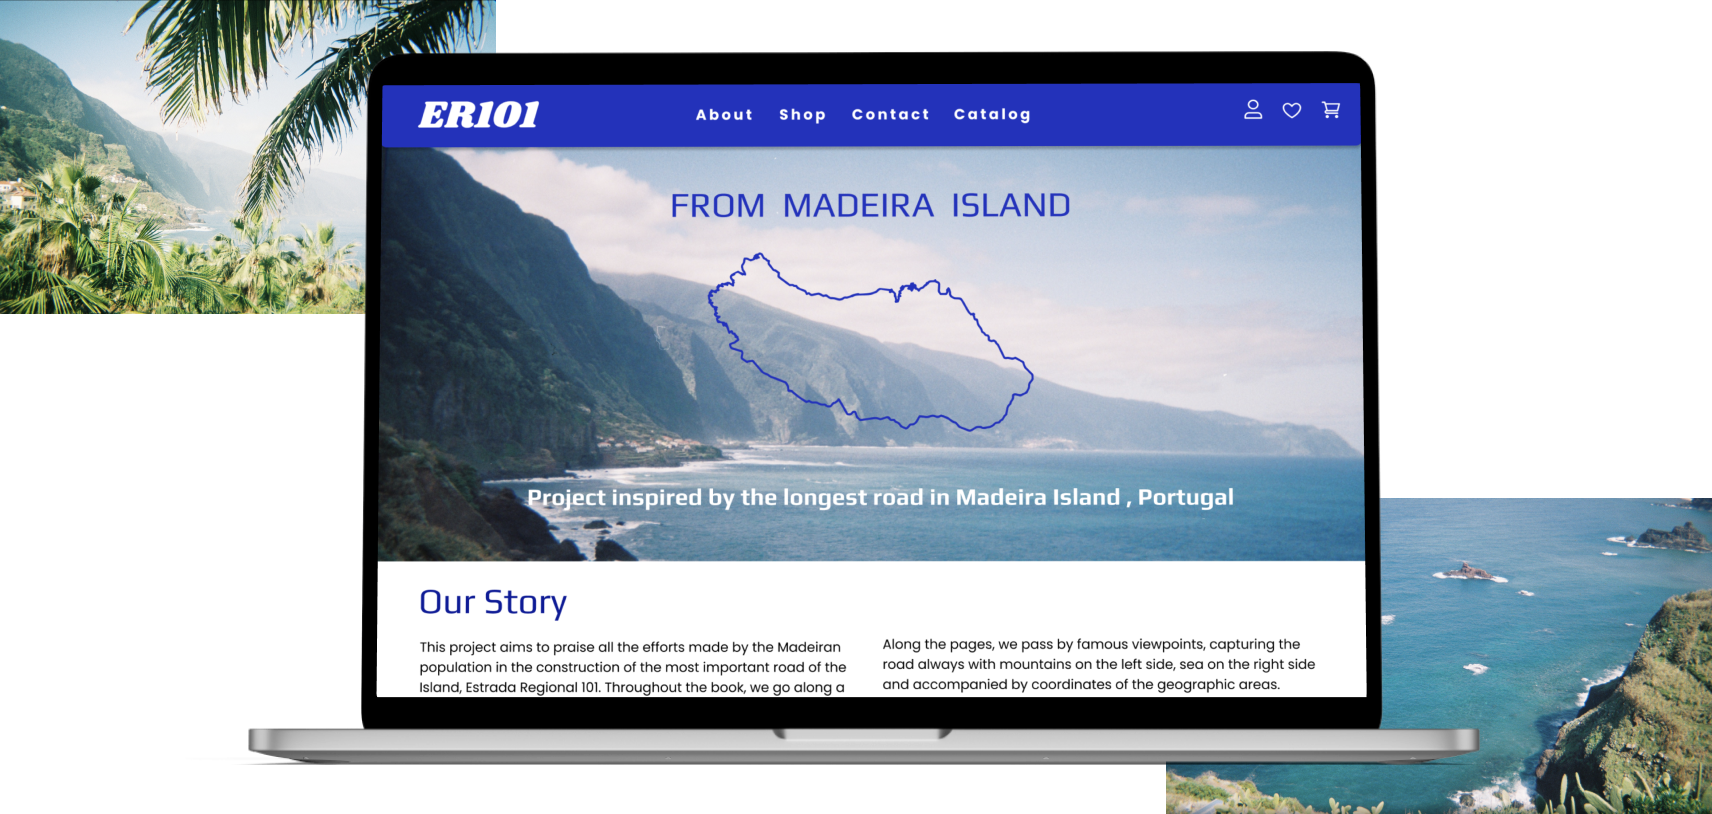 ER101
About Shop Contact Catalog
FROM MADEIRA ISLAND
Project inspired by the longest road in Madeira Island , Portugal
Our Story
This project aims to praise all the efforts made by the Madeiran
population in the construction of the most important road of the
Island, Estrada Regional 101. Throughout the book, we go along a
Along the pages, we pass by famous viewpoints, capturing the
road always with mountains on the left side, sea on the right side
and accompanied by coordinates of the geographic areas.